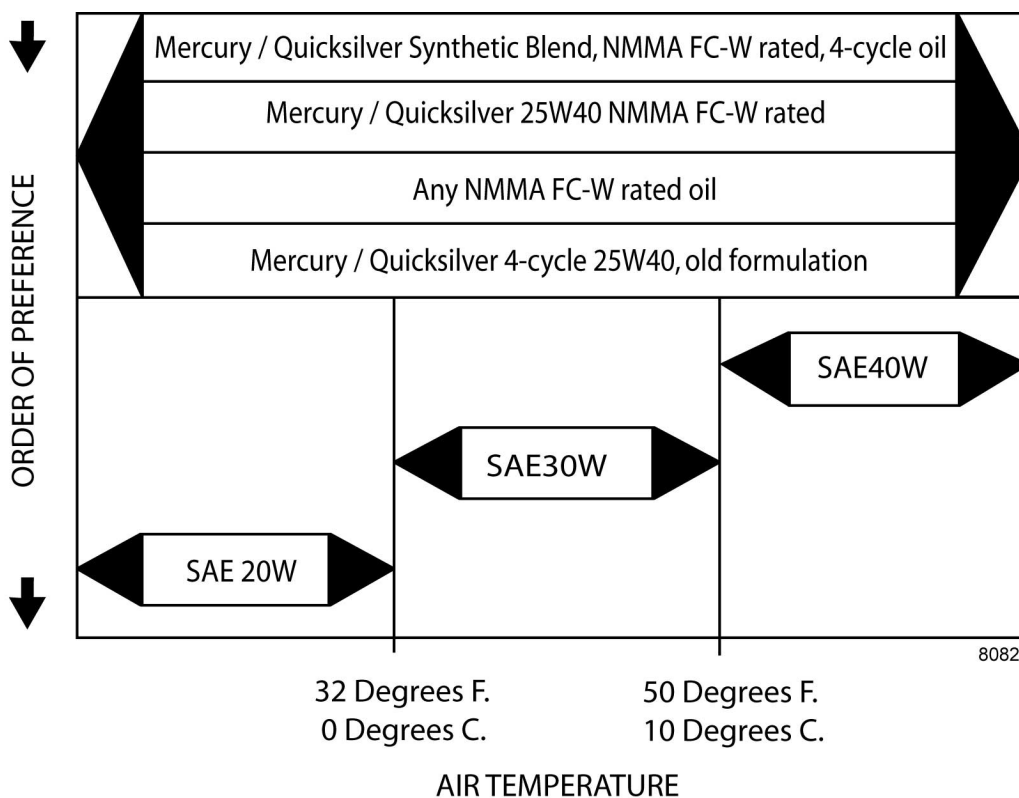 Mercury / Quicksilver Synthetic Blend, NMMA FC-W rated, 4-cycle oil
Mercury / Quicksilver 25W40 NMMA FC-W rated
Any NMMA FC-W rated oil
Mercury / Quicksilver 4-cycle 25W40, old formulation
ORDER OF PREFERENCE
SAE40W
SAE30W
SAE 20W
8082
32 Degrees F.
0 Degrees C.
50 Degrees F.
10 Degrees C.
AIR TEMPERATURE